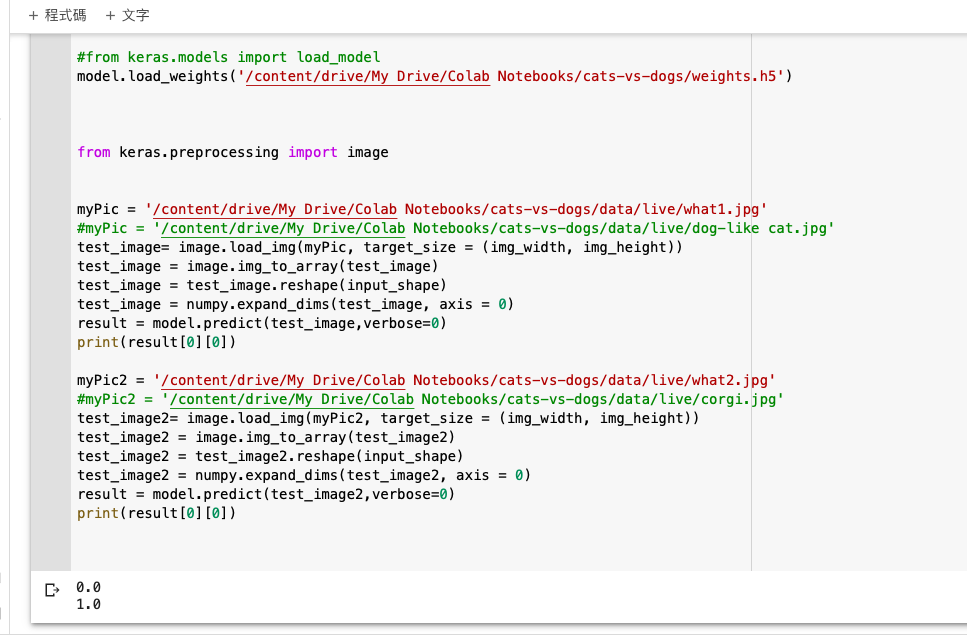 + 程式碼 + 文字
#from keras.models import load_model
model.load_weights('/content/drive/My Drive/Colab Notebooks/cats-vs-dogs/weights.h5')
from keras.preprocessing import image
myPic = '/content/drive/My Drive/Colab Notebooks/cats-vs-dogs/data/live/what1.jpg'
#myPic = '/content/drive/My Drive/Colab Notebooks/cats-vs-dogs/data/live/dog-like cat.jpg'
test_image= image.load_img(myPic, target_size = (img_width, img_height))
test_image = image.img_to_array(test_image)
test_image = test_image.reshape(input_shape)
test_image = numpy.expand_dims(test_image, axis = 0)
result = model.predict(test_image,verbose=0)
print(result[0][0])
myPic2 = '/content/drive/My Drive/Colab Notebooks/cats-vs-dogs/data/live/what2.jpg'
#myPic2 = '/content/drive/My Drive/Colab Notebooks/cats-vs-dogs/data/live/corgi.jpg'
test_image2= image.load_img(myPic2, target_size = (img_width, img_height))
test_image2 = image.img_to_array(test_image2)
test_image2 = test_image2.reshape(input_shape)
test_image2 = numpy.expand_dims(test_image2, axis = 0)
result = model.predict(test_image2,verbose=0)
print(result[0][0])
0.0
1.0